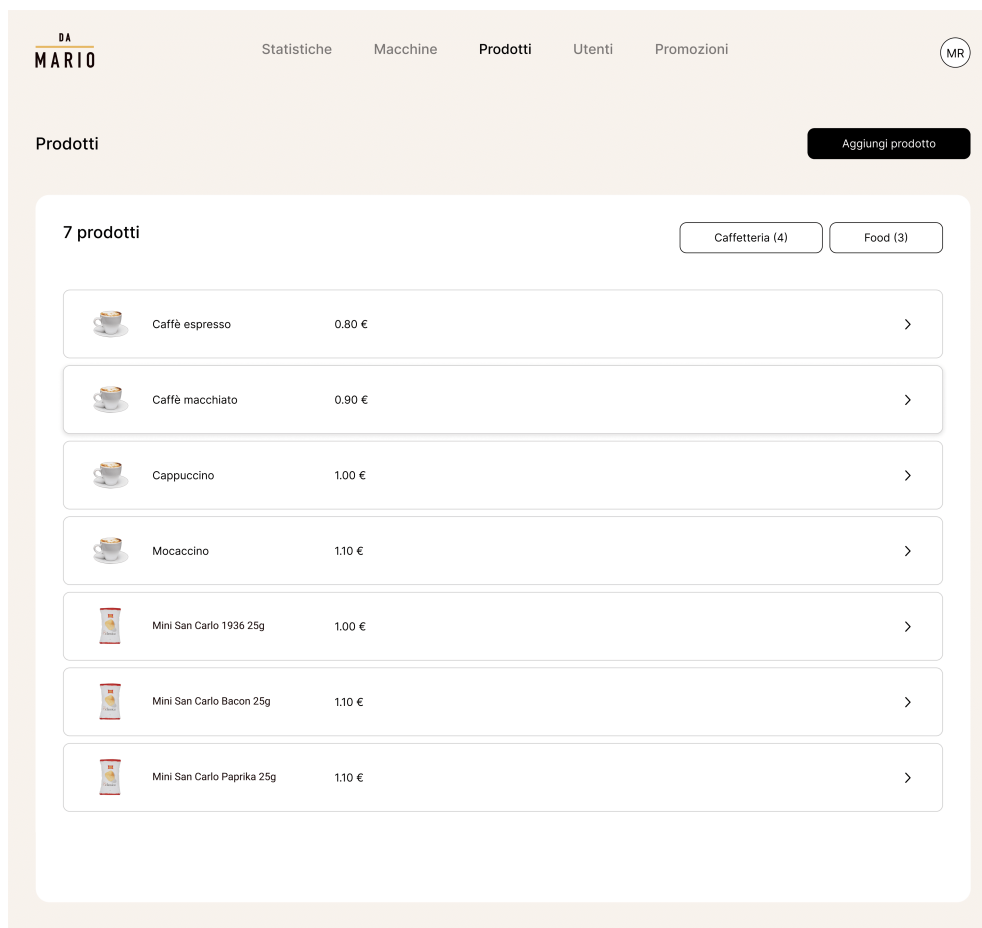 DA
MARIO
Statistiche Macchine Prodotti Utenti Promozioni
MR
Prodotti
Aggiungi prodotto
7 prodotti
Caffetteria (4)
Food (3)
Caffè espresso 0.80 €
Caffè macchiato 0.90 €
Cappuccino 1.00 €
Mocaccino 1.10 €
Mini San Carlo 1936 25g 1.00 €
Mini San Carlo Bacon 25g 1.10 €
Mini San Carlo Paprika 25g 1.10 €